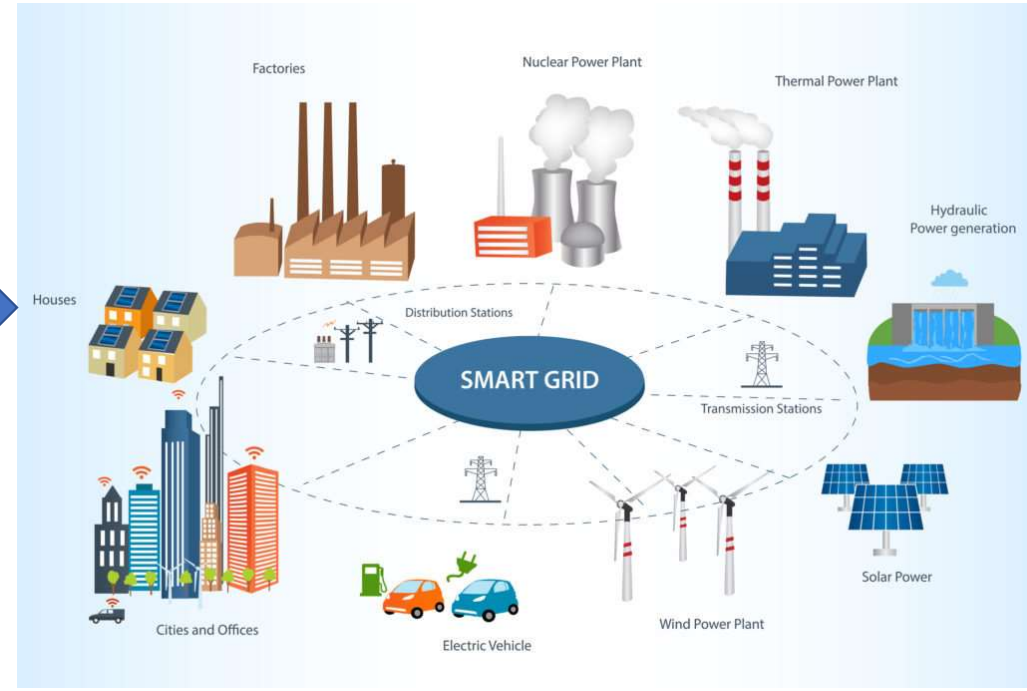 Factories
Nuclear Power Plant
Thermal Power Plant
Hydraulic
Power generation
Houses
Distribution Stations
SMART GRID
Transmission Stations
Solar Power
Wind Power Plant
Cities and Offices
Electric Vehicle